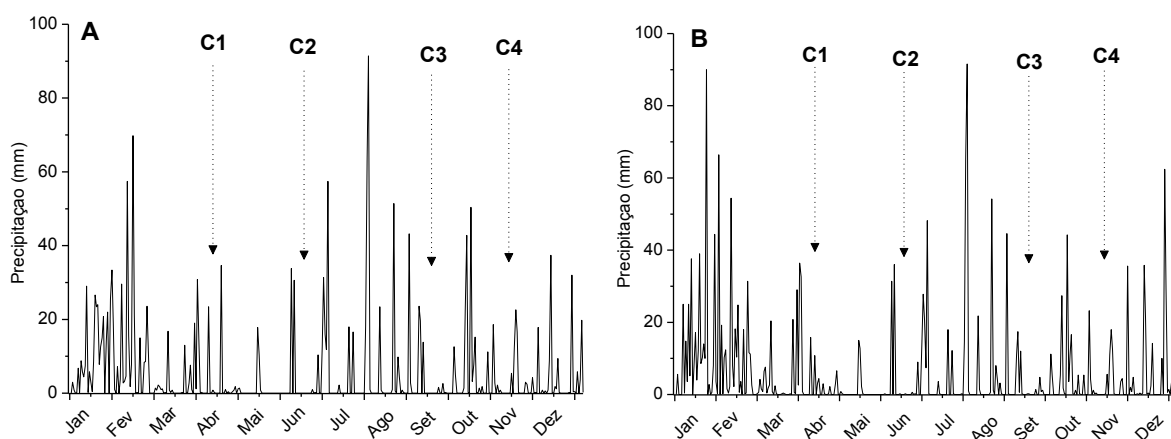 A
C1 C2 C3 C4
Precipitaçao (mm)
100
80
60
40
20
0
Jan Fev Mar Abr Mai Jun Jul Ago Set Out Nov Dez
B
C1 C2 C3 C4
Precipitaçao (mm)
100
80
60
40
20
0
Jan Fev Mar Abr Mai Jun Jul Ago Set Out Nov Dez